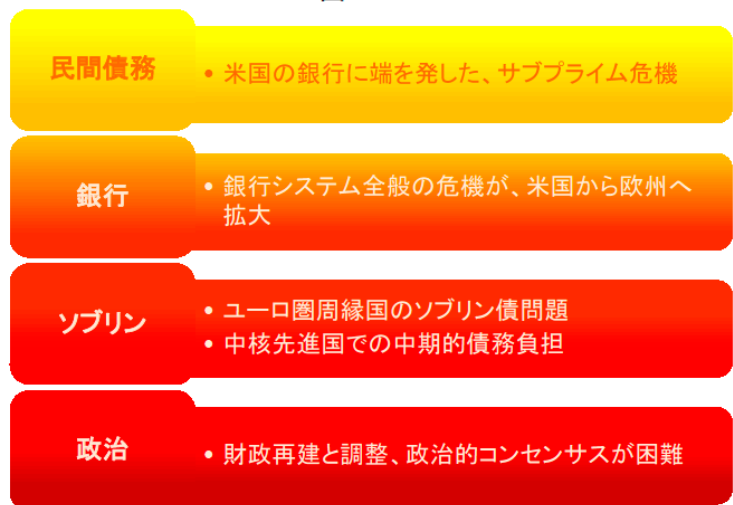 民間債務
• 米国の銀行に端を発した、サブプライム危機
銀行
• 銀行システム全般の危機が、米国から欧州へ
拡大
ソブリン
• ユーロ圏周縁国のソブリン債問題
• 中核先進国での中期的債務負担
政治
• 財政再建と調整、政治的コンセンサスが困難